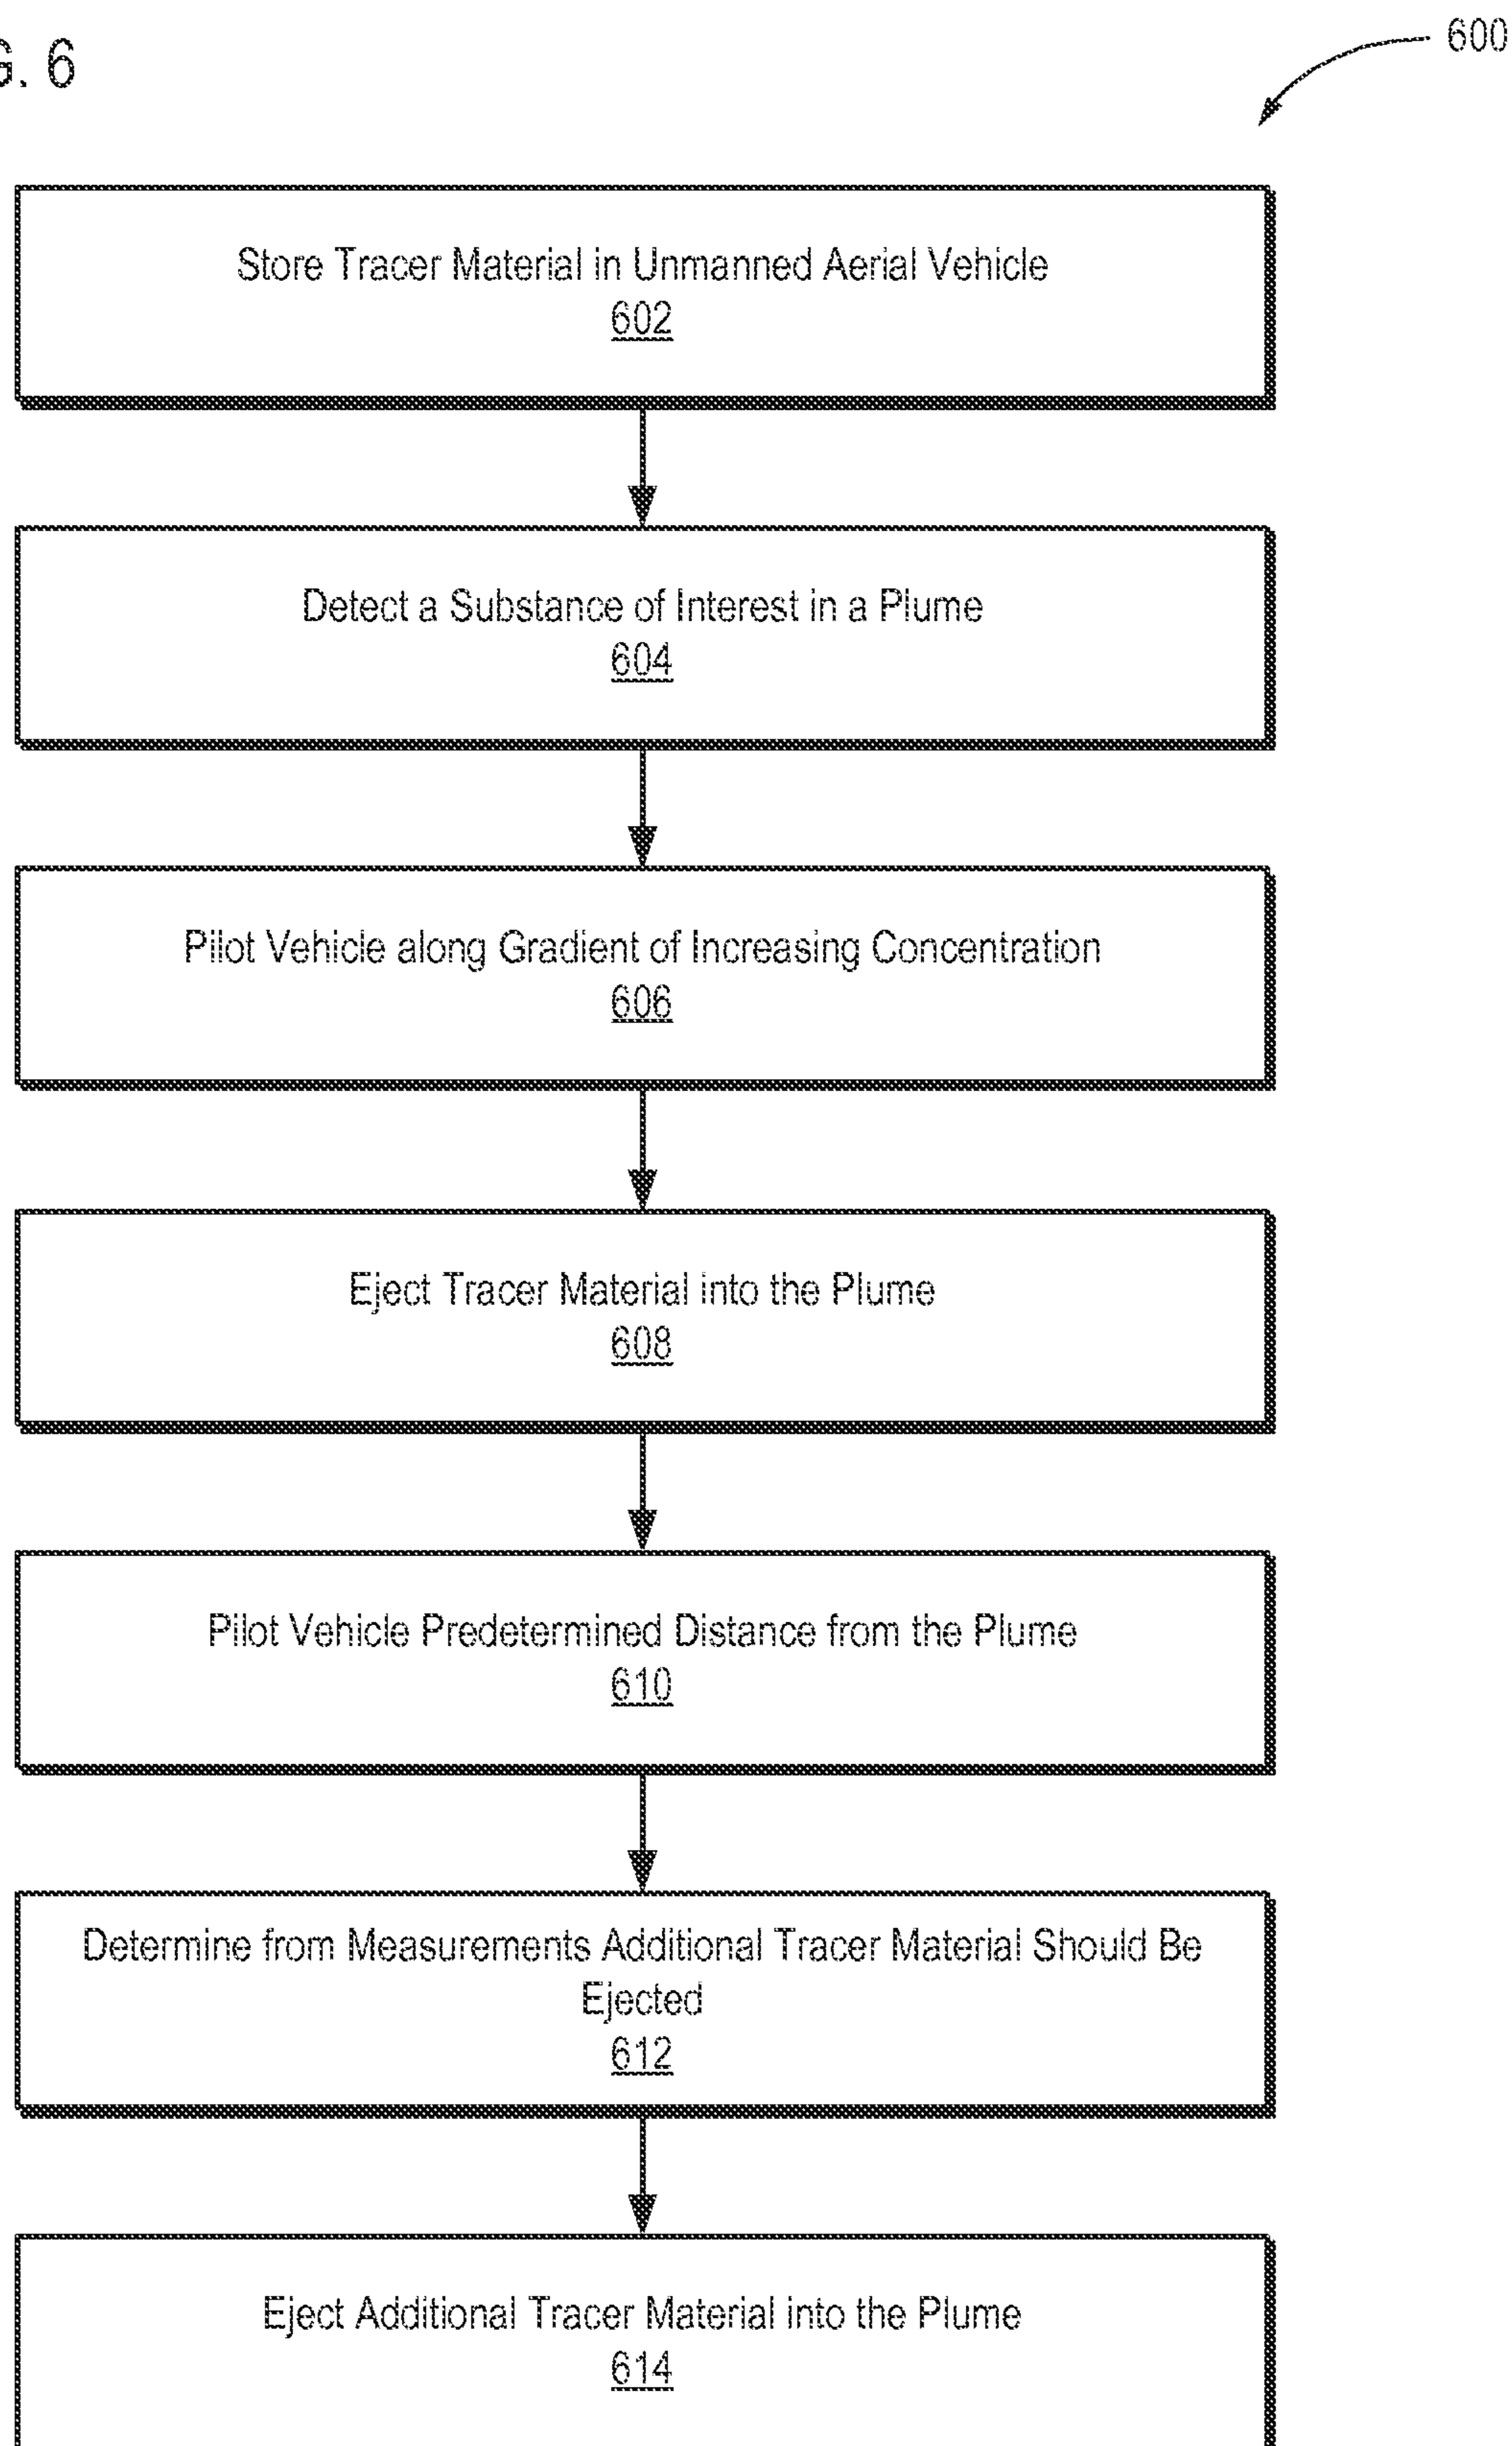 G. 6
600
Store Tracer Material in Unmanned Aerial Vehicle
602
Detect a Substance of Interest in a Plume
604
Pilot Vehicle along Gradient of Increasing Concentration
606
Eject Tracer Material into the Plume
608
Pilot Vehicle Predetermined Distance from the Plume
610
Determine from Measurements Additional Tracer Material Should Be
Ejected
612
Eject Additional Tracer Material into the Plume
614